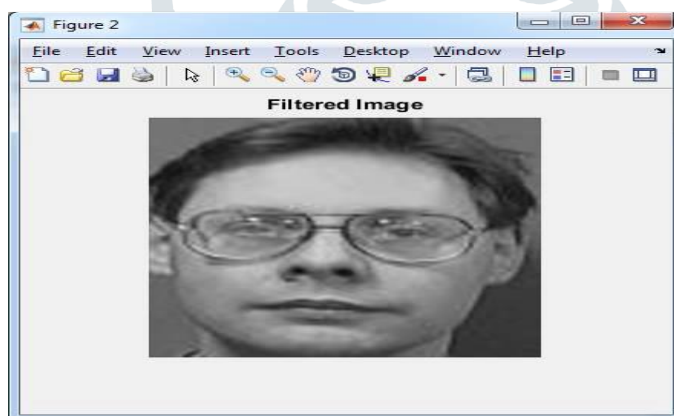 Figure 2
File Edit View Insert Tools Desktop Window Help
Filtered Image